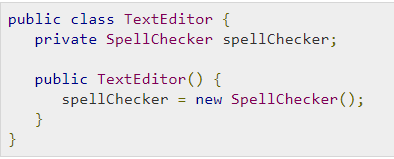 public class TextEditor {
   private SpellChecker spellChecker;

   public TextEditor() {
      spellChecker = new SpellChecker();
   }
}